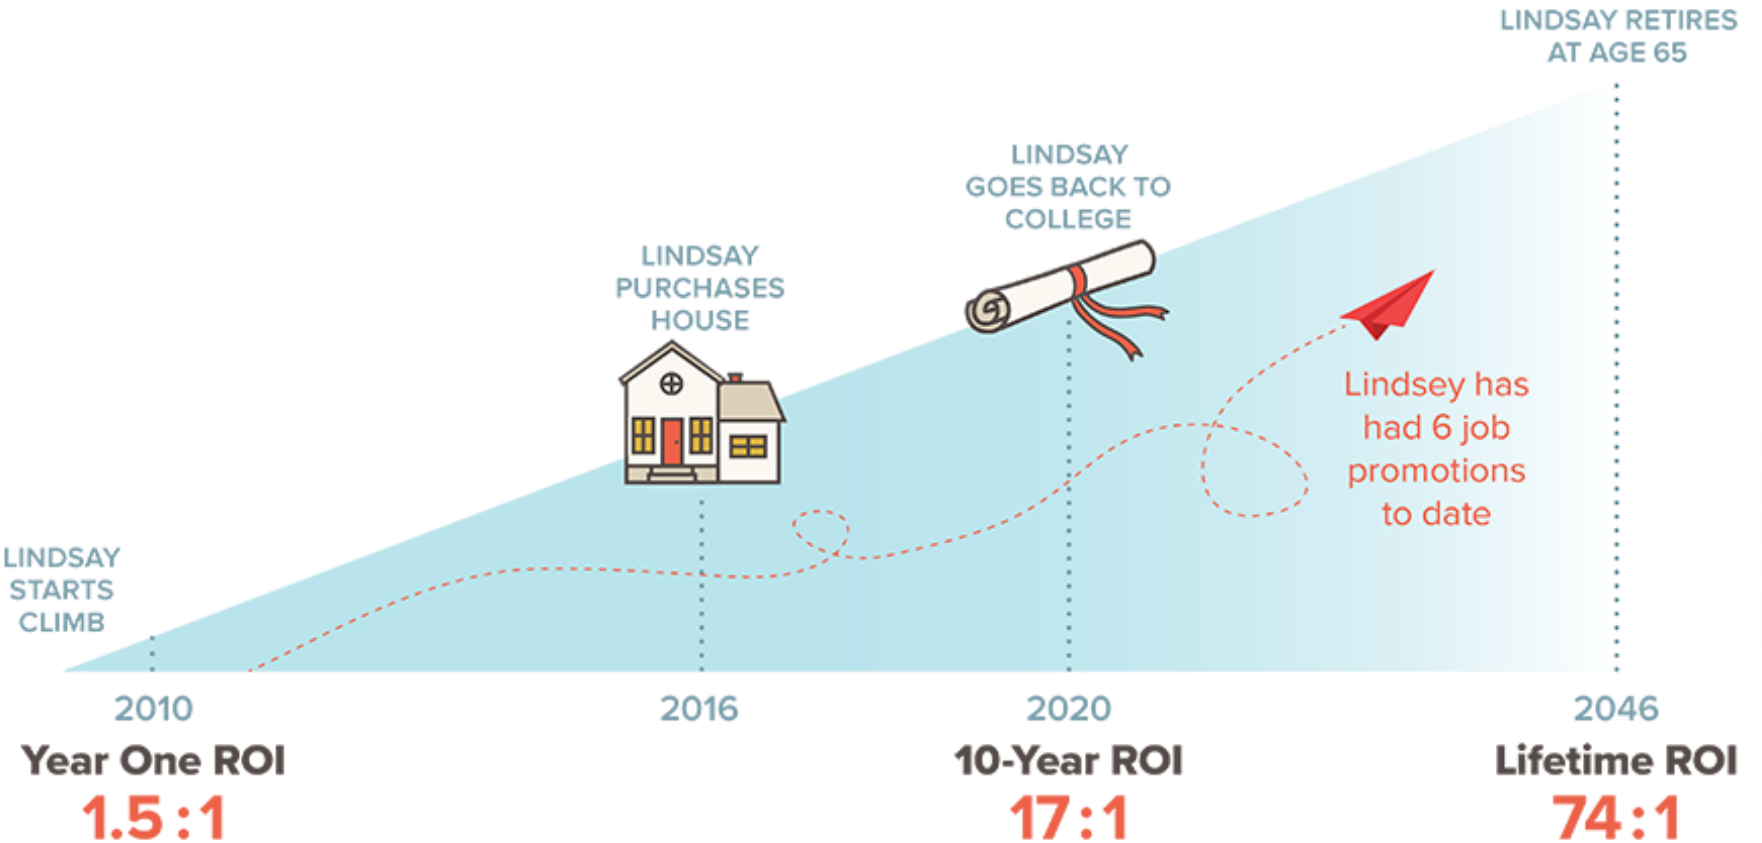 LINDSAY RETIRES
AT AGE 65
LINDSAY
GOES BACK TO
COLLEGE
LINDSAY
PURCHASES
HOUSE
Lindsey has
had 6 job
promotions
to date
LINDSAY
STARTS
CLIMB
2010
2016
2020
2046
Year One ROI
10-Year ROI
Lifetime ROI
1.5:1
17:1
74:1